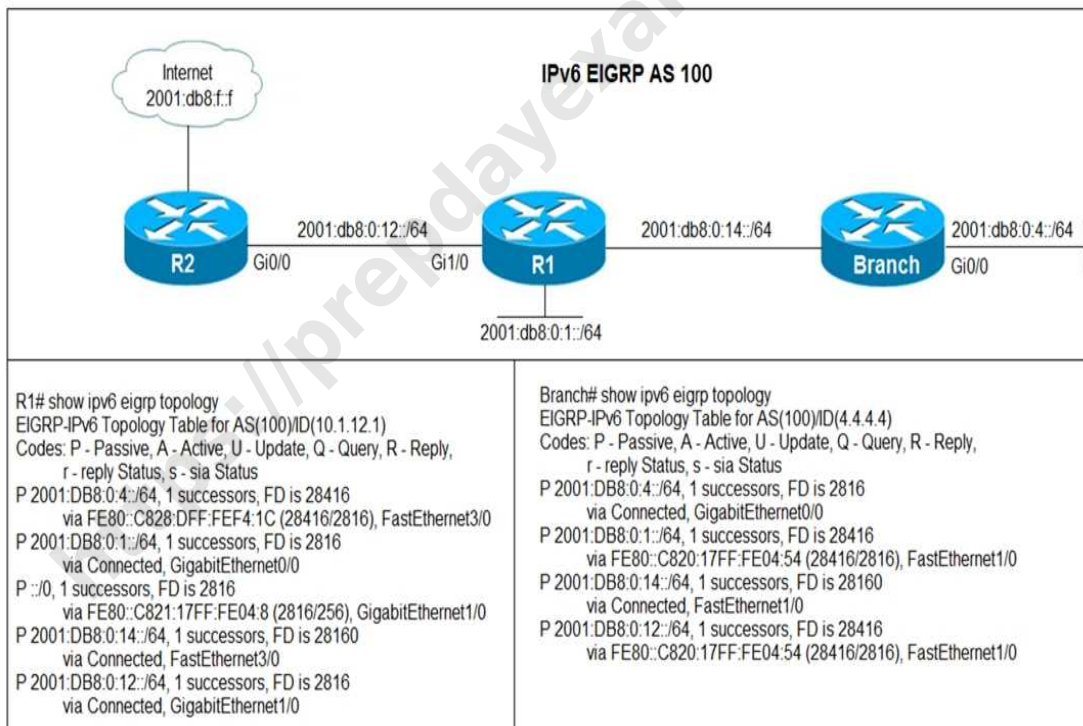 Internet
2001:db8:f::f
IPv6 EIGRP AS 100
2001:db8:0:12::/64
2001:db8:0:14::/64
2001:db8:0:4::/64
R2
Gi0/0
Gi1/0
R1
Branch
Gi0/0
2001:db8:0:1::/64
R1# show ipv6 eigrp topology
EIGRP-IPv6 Topology Table for AS(100)/ID(10.1.12.1)
Codes: P - Passive, A - Active, U - Update, Q - Query, R - Reply,
r - reply Status, s - sia Status
P 2001:DB8:0:4::/64, 1 successors, FD is 28416
via FE80::C828:DFF:FEF4:1C (28416/2816), FastEthernet3/0
P 2001:DB8:0:1::/64, 1 successors, FD is 2816
via Connected, GigabitEthernet0/0
P ::/0, 1 successors, FD is 2816
via FE80::C821:17FF:FE04:8 (2816/256), GigabitEthernet1/0
P 2001:DB8:0:14::/64, 1 successors, FD is 28160
via Connected, FastEthernet3/0
P 2001:DB8:0:12::/64, 1 successors, FD is 2816
via Connected, GigabitEthernet1/0
Branch# show ipv6 eigrp topology
EIGRP-IPv6 Topology Table for AS(100)/ID(4.4.4.4)
Codes: P - Passive, A - Active, U - Update, Q - Query, R - Reply,
r - reply Status, s - sia Status
P 2001:DB8:0:4::/64, 1 successors, FD is 2816
via Connected, GigabitEthernet0/0
P 2001:DB8:0:1::/64, 1 successors, FD is 28416
via FE80::C820:17FF:FE04:54 (28416/2816), FastEthernet1/0
P 2001:DB8:0:14::/64, 1 successors, FD is 28160
via Connected, FastEthernet1/0
P 2001:DB8:0:12::/64, 1 successors, FD is 28416
via FE80::C820:17FF:FE04:54 (28416/2816), FastEthernet1/0